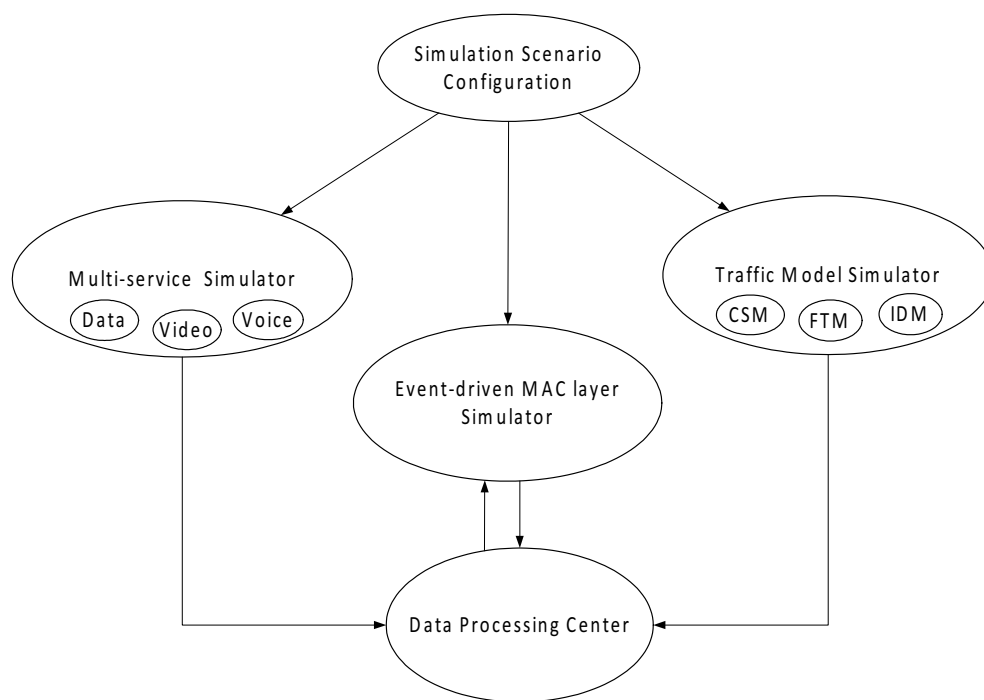 Simulation Scenario
Configuration
Multi-service Simulator
Data
Video
Voice
Traffic Model Simulator
CSM
FTM
IDM
Event-driven MAC layer
Simulator
Data Processing Center